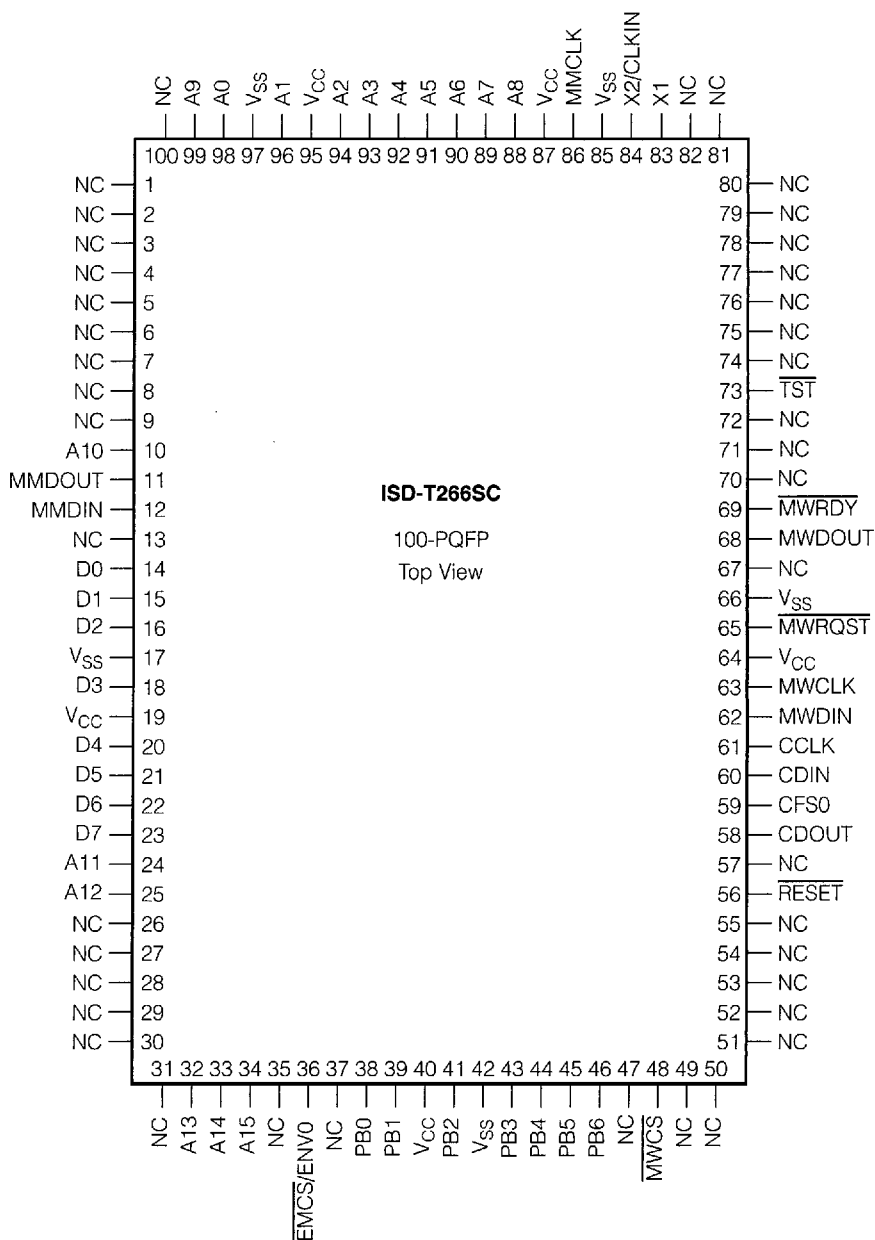 NC A9 A0 VSS A1 VCC A2 A3 A4 A5 A6 A7 A8 VCC MMCLK VSS X2/CLKIN X1 NC NC
100 99 98 97 96 95 94 93 92 91 90 89 88 87 86 85 84 83 82 81
NC 1 80 NC
NC 2 79 NC
NC 3 78 NC
NC 4 77 NC
NC 5 76 NC
NC 6 75 NC
NC 7 74 NC
NC 8 73 TST
NC 9 72 NC
A10 10 71 NC
MMDOUT 11 70 NC
ISD-T266SC
MMDIN 12 69 MWRDY
NC 13 68 MWDOUT
100-PQFP
D0 14 67 NC
Top View
D1 15 66 VSS
D2 16 65 MWRQST
VSS 17 64 VCC
D3 18 63 MWCLK
VCC 19 62 MWDIN
D4 20 61 CCLK
D5 21 60 CDIN
D6 22 59 CFS0
D7 23 58 CDOUT
A11 24 57 NC
A12 25 56 RESET
NC 26 55 NC
NC 27 54 NC
NC 28 53 NC
NC 29 52 NC
NC 30 51 NC
31 32 33 34 35 36 37 38 39 40 41 42 43 44 45 46 47 48 49 50
NC A13 A14 A15 NC EMCS/ENV0 NC PB0 PB1 VCC PB2 VSS PB3 PB4 PB5 PB6 NC MWCS NC NC